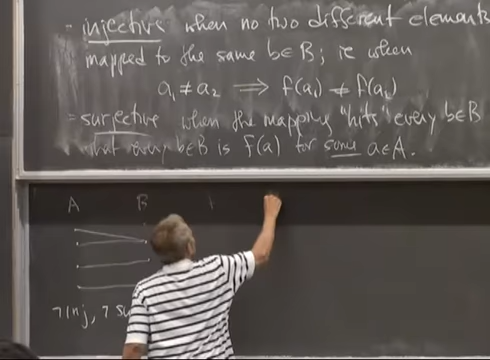 - injective when no two different elements
mapped to the same b∈B; ie when
a₁ ≠ a₂ ⟹ f(a₁) ≠ f(a₂)
- surjective when the mapping "hits" every b∈B
that every b∈B is f(a) for some a∈A.
A B
¬inj, ¬su